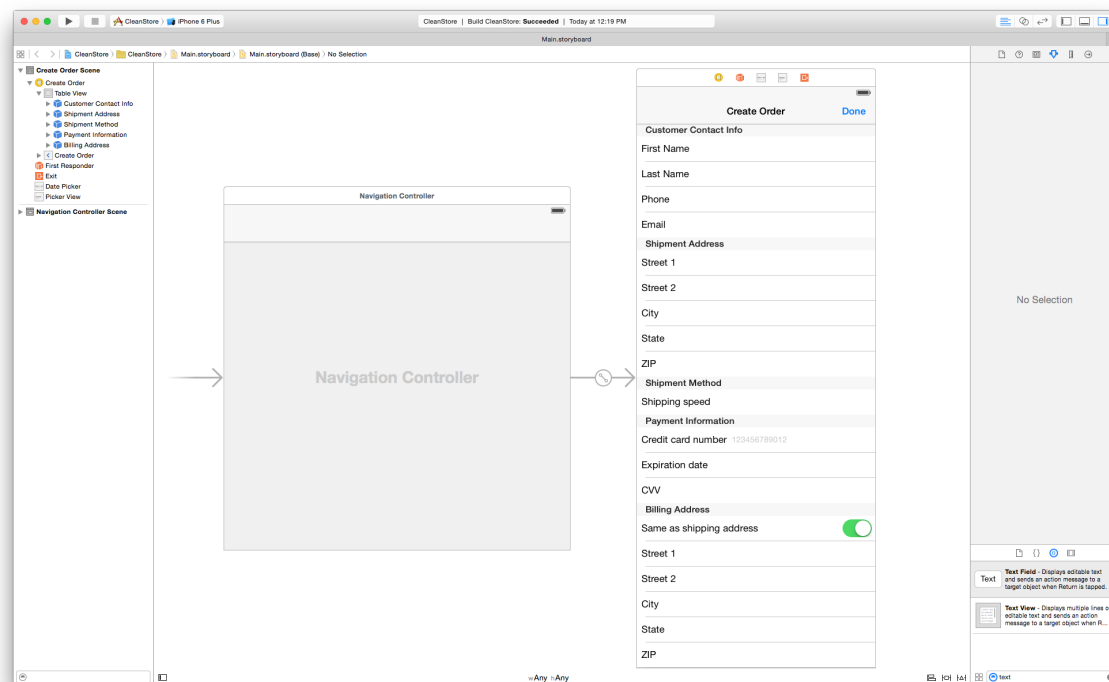 CleanStore iPhone 6 Plus
CleanStore | Build CleanStore: Succeeded | Today at 12:19 PM
Main.storyboard
CleanStore CleanStore Main.storyboard Main.storyboard (Base) No Selection
Create Order Scene
Create Order
Table View
Customer Contact Info
Shipment Address
Shipment Method
Payment Information
Billing Address
Create Order
First Responder
Exit
Date Picker
Picker View
Navigation Controller Scene
Navigation Controller
Navigation Controller
Create Order Done
Customer Contact Info
First Name
Last Name
Phone
Email
Shipment Address
Street 1
Street 2
City
State
ZIP
Shipment Method
Shipping speed
Payment Information
Credit card number 123456789012
Expiration date
CVV
Billing Address
Same as shipping address
Street 1
Street 2
City
State
ZIP
No Selection
Text
Text Field - Displays editable text
and sends an action message to a
target object when Return is tapped.
Text View - Displays multiple lines o
editable text and sends an action
message to a target object when R...
wAny hAny
text